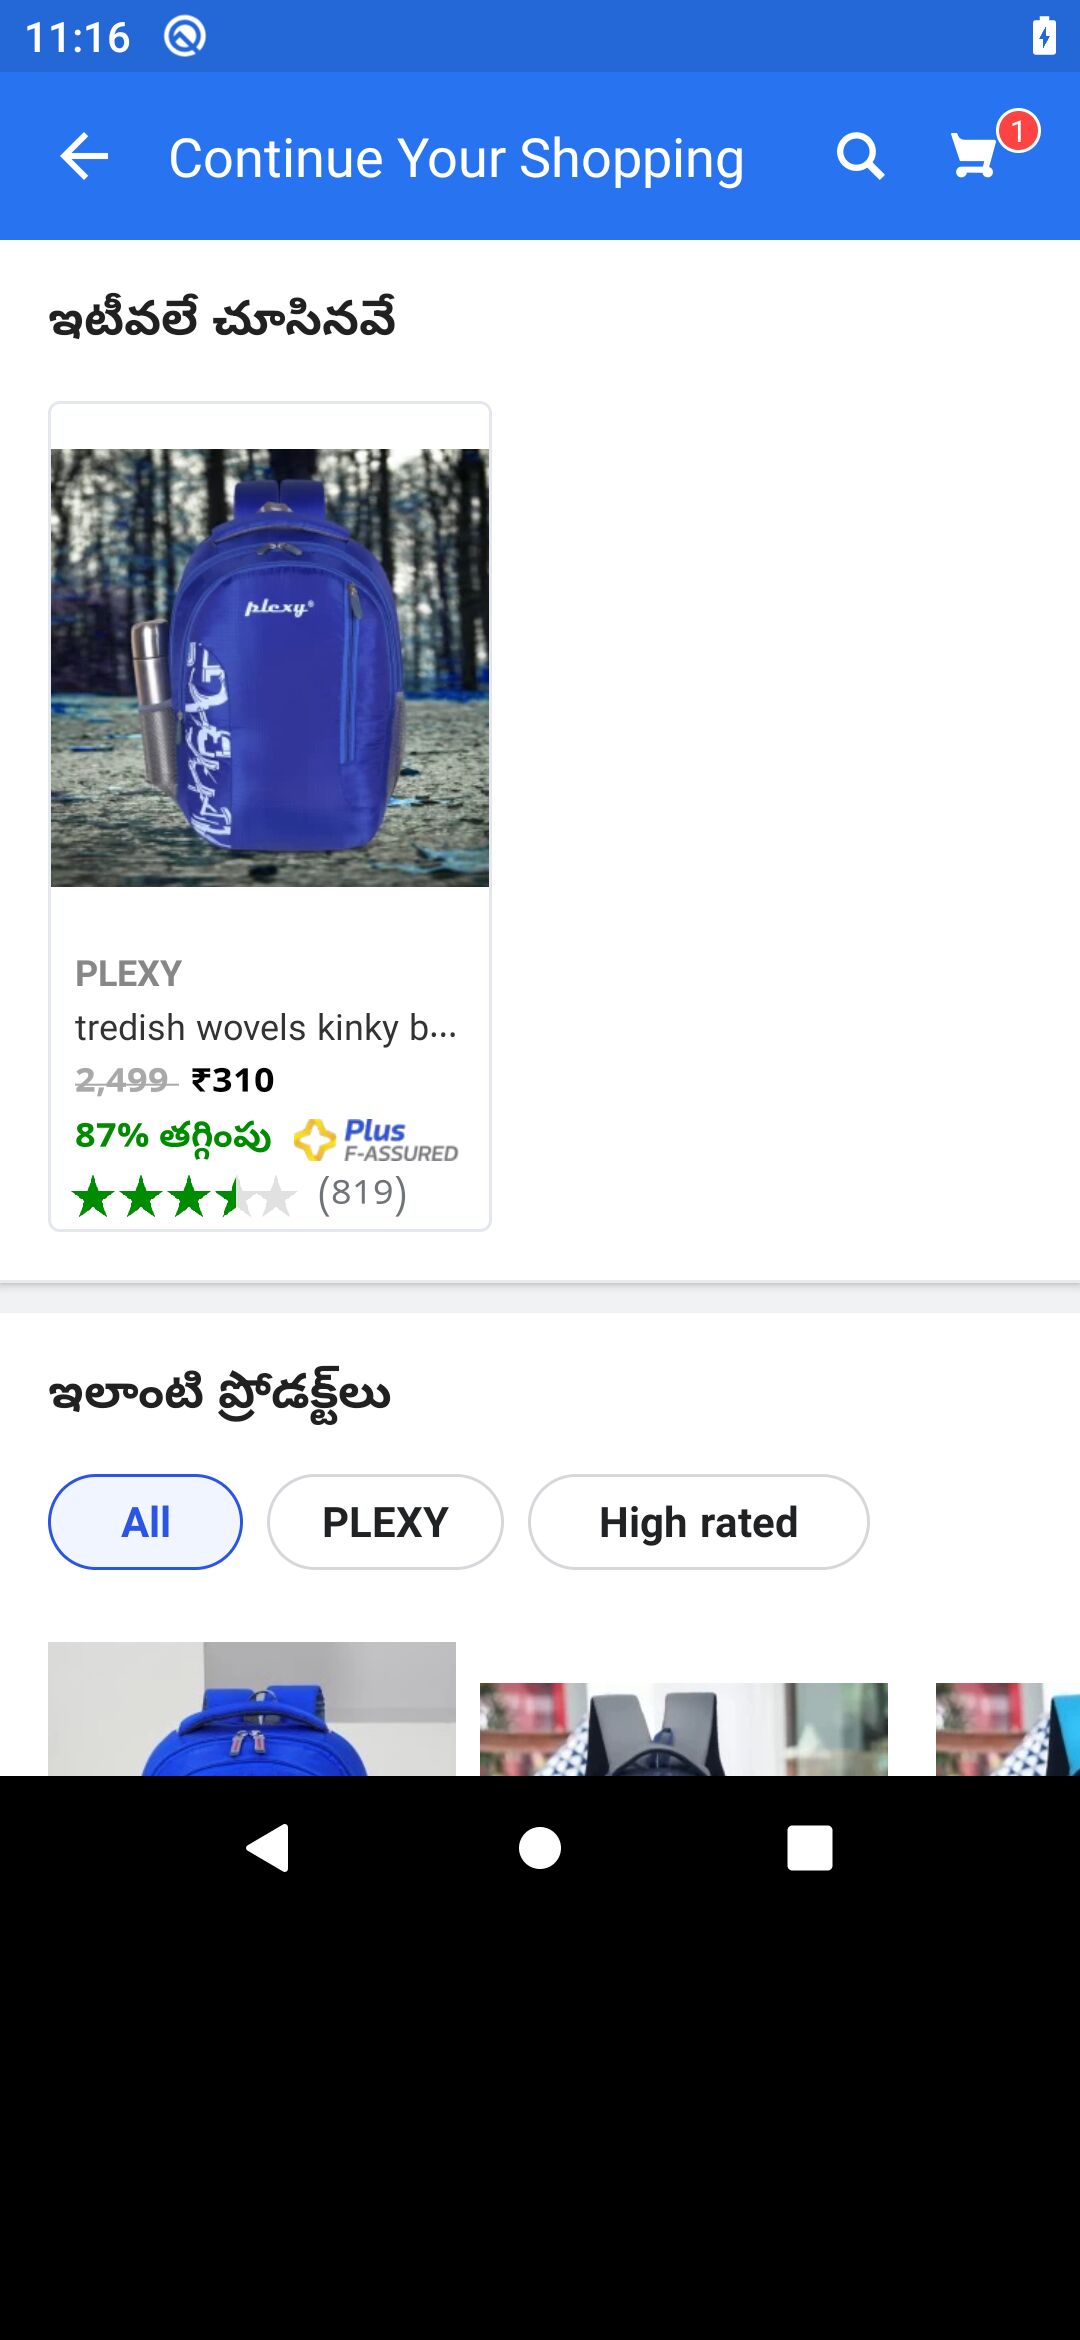 11:16
Continue Your Shopping
1
ఇటీవలే చూసినవే
plexy
PLEXY
tredish wovels kinky b...
2,499 ₹310
87% తగ్గింపు Plus
F-ASSURED
(819)
ఇలాంటి ప్రోడక్ట్‌లు
All PLEXY High rated